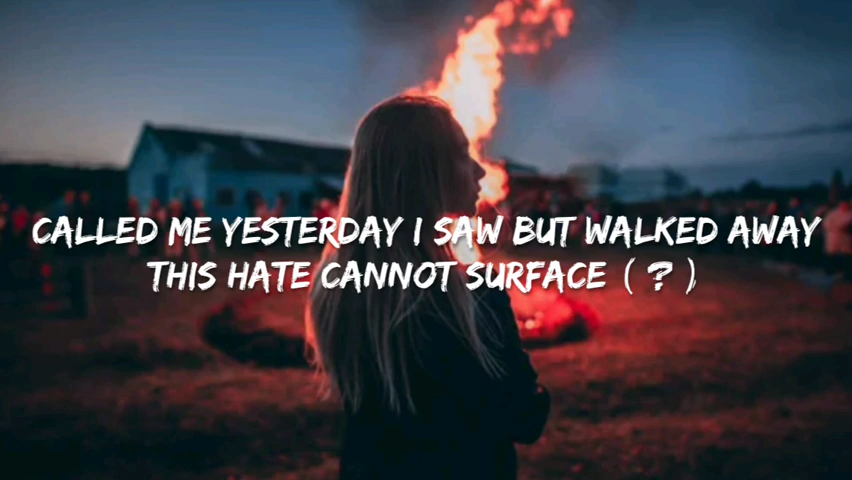 CALLED ME YESTERDAY I SAW BUT WALKED AWAY
THIS HATE CANNOT SURFACE ( ? )